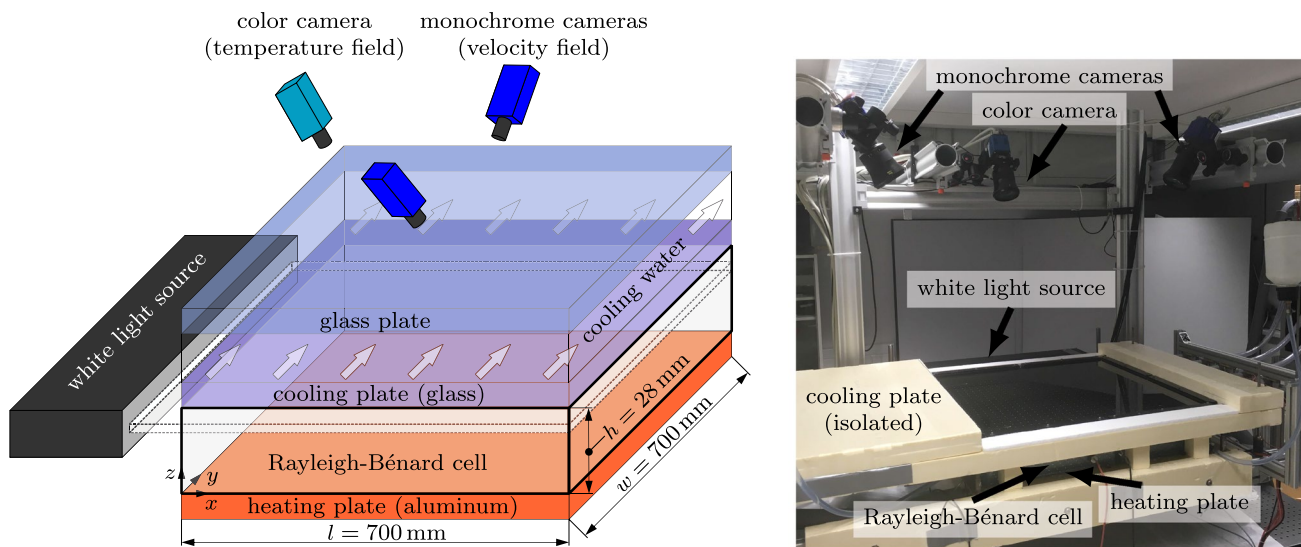 color camera
(temperature field)
monochrome cameras
(velocity field)
white light source
glass plate
cooling water
cooling plate (glass)
Rayleigh-Bénard cell
heating plate (aluminum)
z
y
x
h = 28 mm
w = 700 mm
l = 700 mm
monochrome cameras
color camera
white light source
cooling plate
(isolated)
Rayleigh-Bénard cell
heating plate